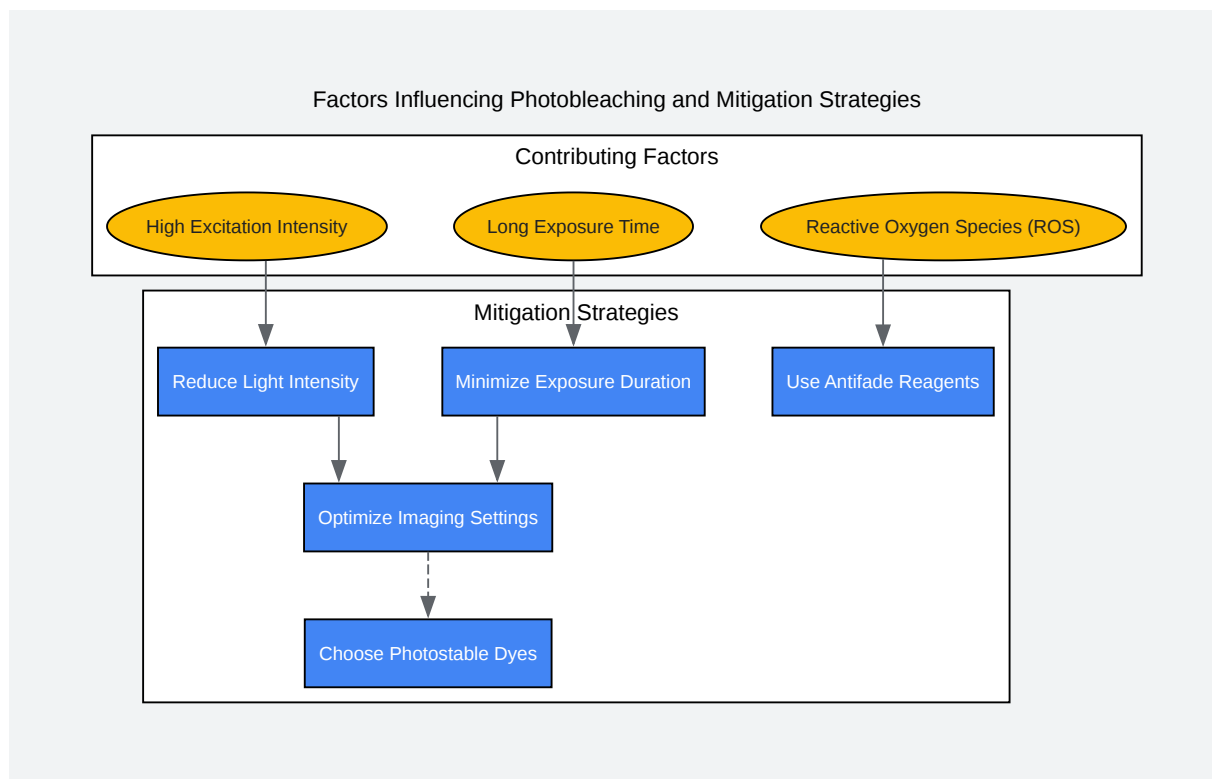 Factors Influencing Photobleaching and Mitigation Strategies
Contributing Factors
High Excitation Intensity
Long Exposure Time
Reactive Oxygen Species (ROS)
Mitigation Strategies
Reduce Light Intensity
Minimize Exposure Duration
Use Antifade Reagents
Optimize Imaging Settings
Choose Photostable Dyes